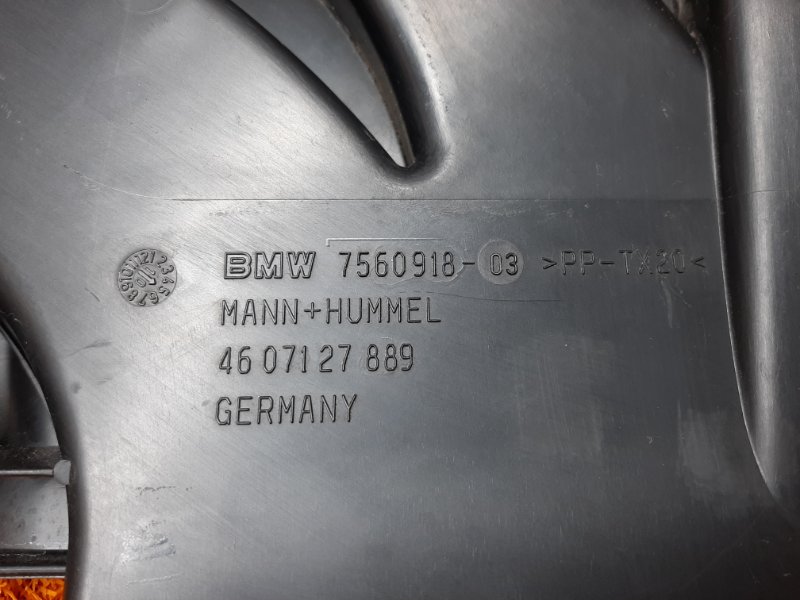 BMW 7560918-03 >PP-TX20<
MANN+HUMMEL
46 071 27 889
GERMANY